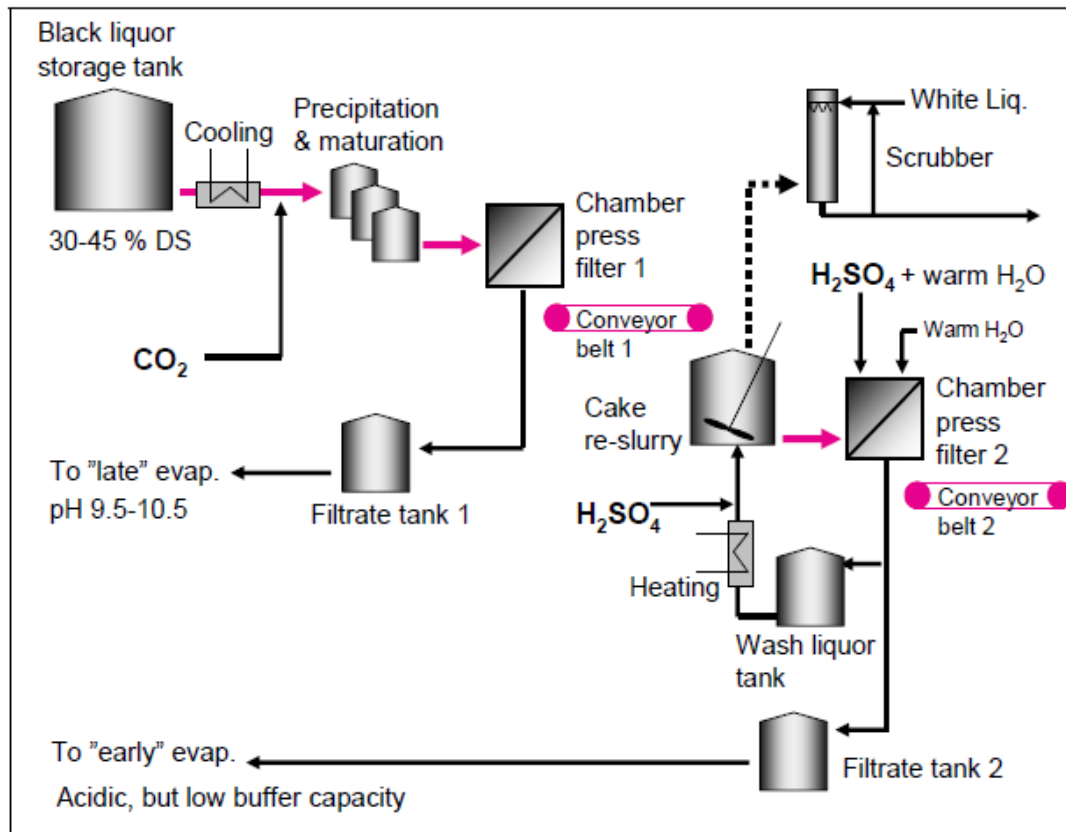 Black liquor
storage tank
Cooling
Precipitation
& maturation
30-45 % DS
CO₂
Chamber
press
filter 1
Conveyor
belt 1
White Liq.
Scrubber
H₂SO₄ + warm H₂O
Warm H₂O
Cake
re-slurry
Chamber
press
filter 2
Conveyor
belt 2
To ”late” evap.
pH 9.5-10.5
Filtrate tank 1
H₂SO₄
Heating
Wash liquor
tank
To ”early” evap.
Acidic, but low buffer capacity
Filtrate tank 2